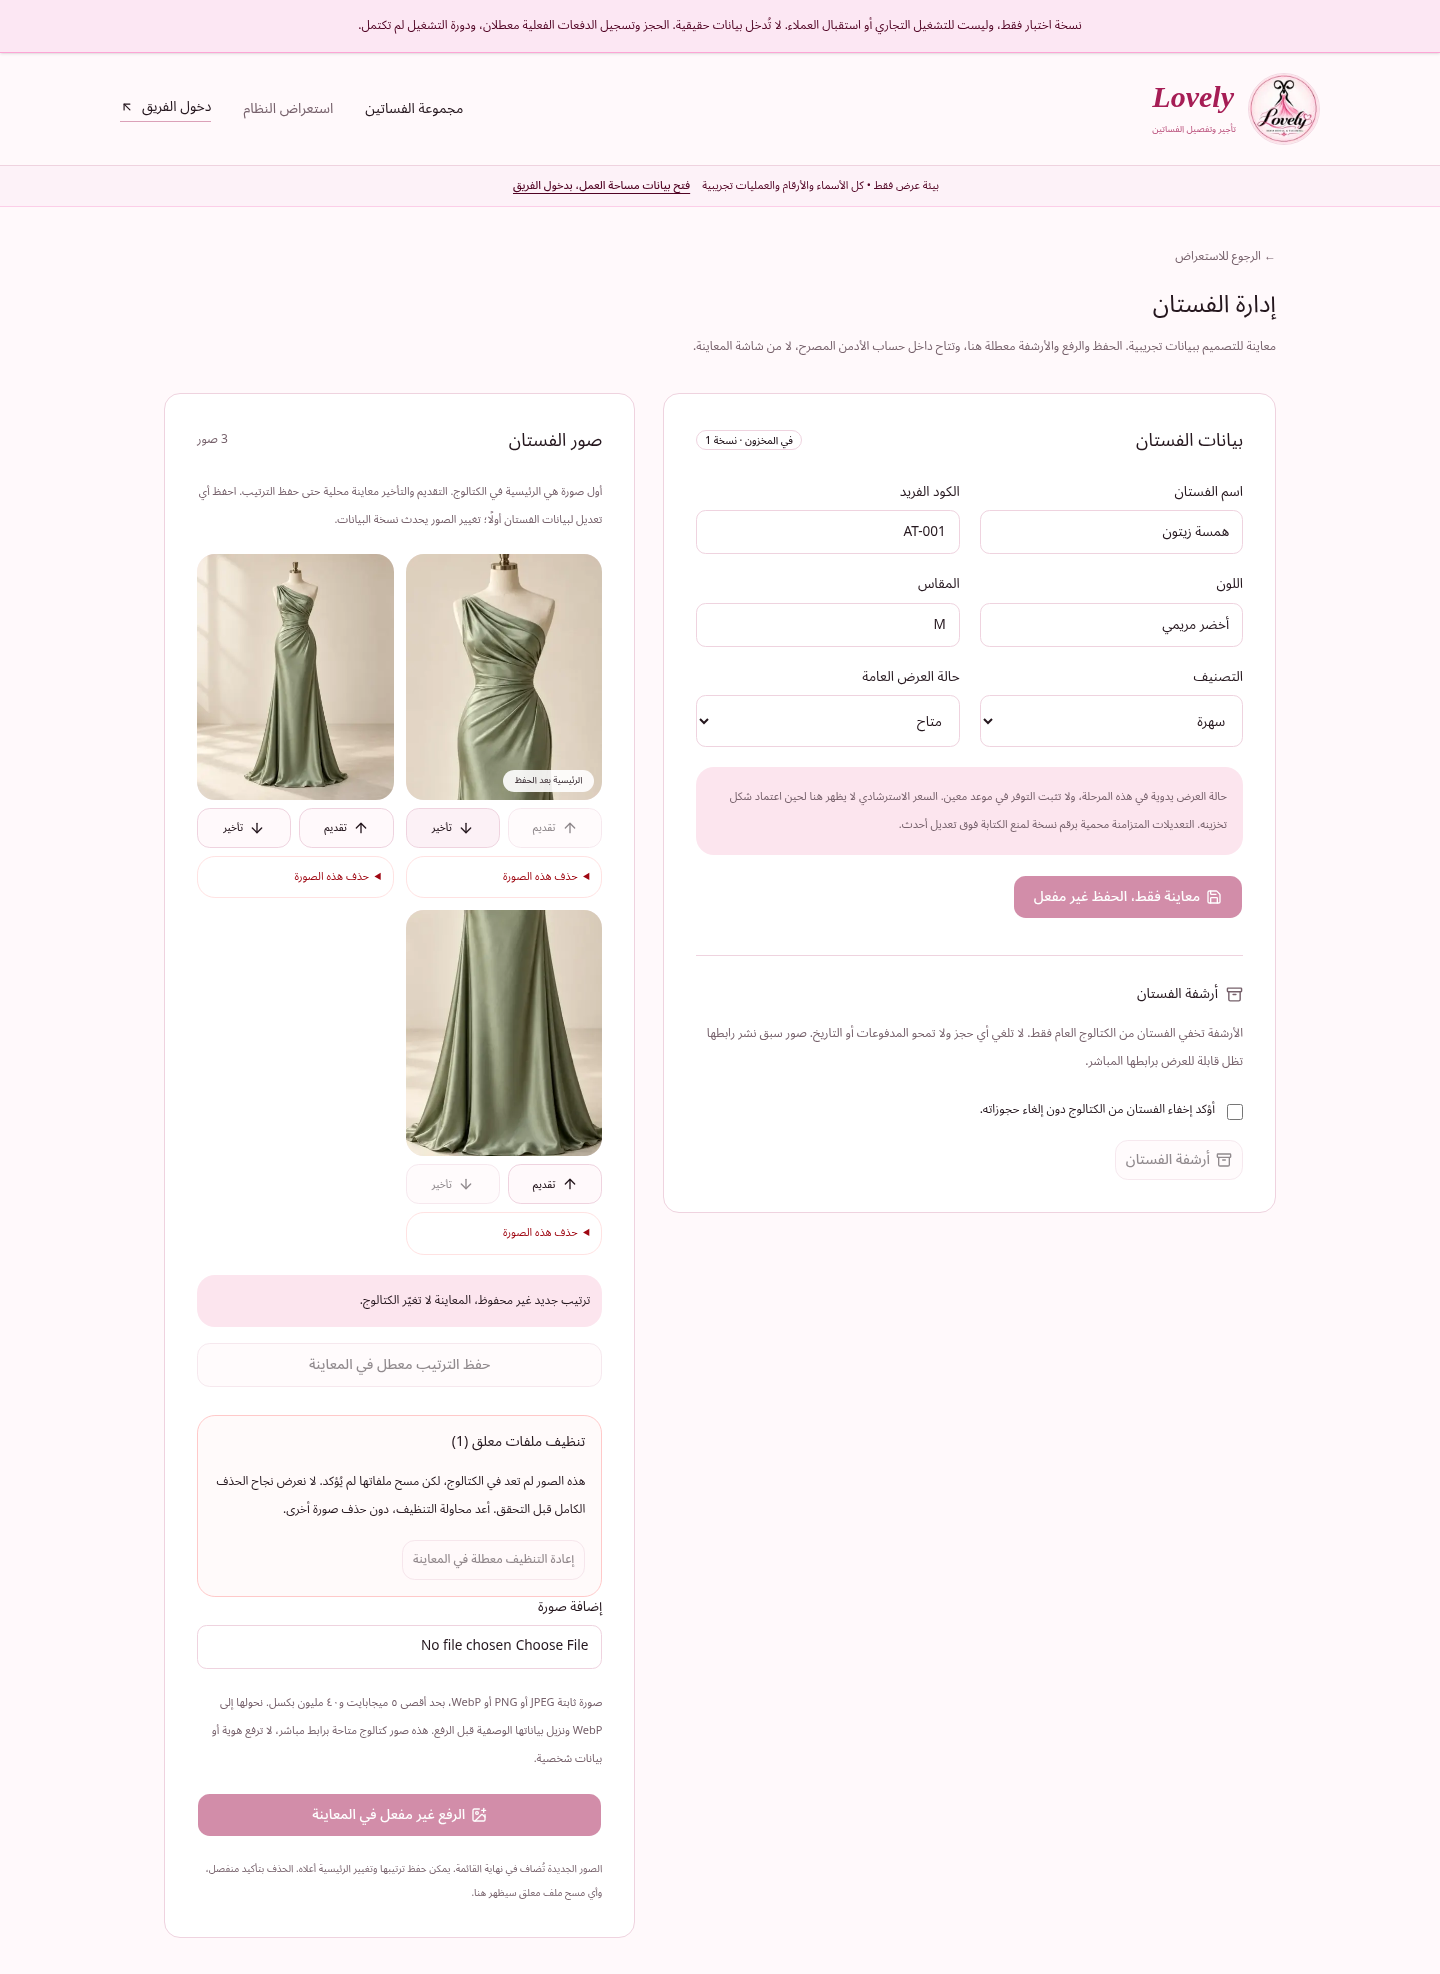 نسخة اختبار فقط، وليست للتشغيل التجاري أو استقبال العملاء. لا تُدخل بيانات حقيقية. الحجز وتسجيل الدفعات الفعلية معطلان، ودورة التشغيل لم تكتمل.
Lovely
Lovely
تأجير وتفصيل الفساتين
مجموعة الفساتين
استعراض النظام
دخول الفريق
بيئة عرض فقط • كل الأسماء والأرقام والعمليات تجريبية
فتح بيانات مساحة العمل، بدخول الفريق
← الرجوع للاستعراض
إدارة الفستان
معاينة للتصميم ببيانات تجريبية. الحفظ والرفع والأرشفة معطلة هنا، وتتاح داخل حساب الأدمن المصرح، لا من شاشة المعاينة.
بيانات الفستان
في المخزون · نسخة 1
اسم الفستان
الكود الفريد
همسة زيتون
AT-001
اللون
المقاس
أخضر مريمي
M
التصنيف
حالة العرض العامة
سهرة
متاح
حالة العرض يدوية في هذه المرحلة، ولا تثبت التوفر في موعد معين. السعر الاسترشادي لا يظهر هنا لحين اعتماد شكل
تخزينه. التعديلات المتزامنة محمية برقم نسخة لمنع الكتابة فوق تعديل أحدث.
معاينة فقط، الحفظ غير مفعل
أرشفة الفستان
الأرشفة تخفي الفستان من الكتالوج العام فقط. لا تلغي أي حجز ولا تمحو المدفوعات أو التاريخ. صور سبق نشر رابطها
تظل قابلة للعرض برابطها المباشر.
أؤكد إخفاء الفستان من الكتالوج دون إلغاء حجوزاته.
أرشفة الفستان
صور الفستان
3 صور
أول صورة هي الرئيسية في الكتالوج. التقديم والتأخير معاينة محلية حتى حفظ الترتيب. احفظ أي
تعديل لبيانات الفستان أولًا؛ تغيير الصور يحدث نسخة البيانات.
الرئيسية بعد الحفظ
تقديم
تأخير
تقديم
تأخير
حذف هذه الصورة
حذف هذه الصورة
تقديم
تأخير
حذف هذه الصورة
ترتيب جديد غير محفوظ، المعاينة لا تغيّر الكتالوج.
حفظ الترتيب معطل في المعاينة
تنظيف ملفات معلق (1)
هذه الصور لم تعد في الكتالوج، لكن مسح ملفاتها لم يُؤكد. لا نعرض نجاح الحذف
الكامل قبل التحقق. أعد محاولة التنظيف، دون حذف صورة أخرى.
إعادة التنظيف معطلة في المعاينة
إضافة صورة
Choose File No file chosen
صورة ثابتة JPEG أو PNG أو WebP، بحد أقصى ٥ ميجابايت و٤٠ مليون بكسل. نحولها إلى
WebP ونزيل بياناتها الوصفية قبل الرفع. هذه صور كتالوج متاحة برابط مباشر، لا ترفع هوية أو
بيانات شخصية.
الرفع غير مفعل في المعاينة
الصور الجديدة تُضاف في نهاية القائمة. يمكن حفظ ترتيبها وتغيير الرئيسية أعلاه. الحذف بتأكيد منفصل،
وأي مسح ملف معلق سيظهر هنا.